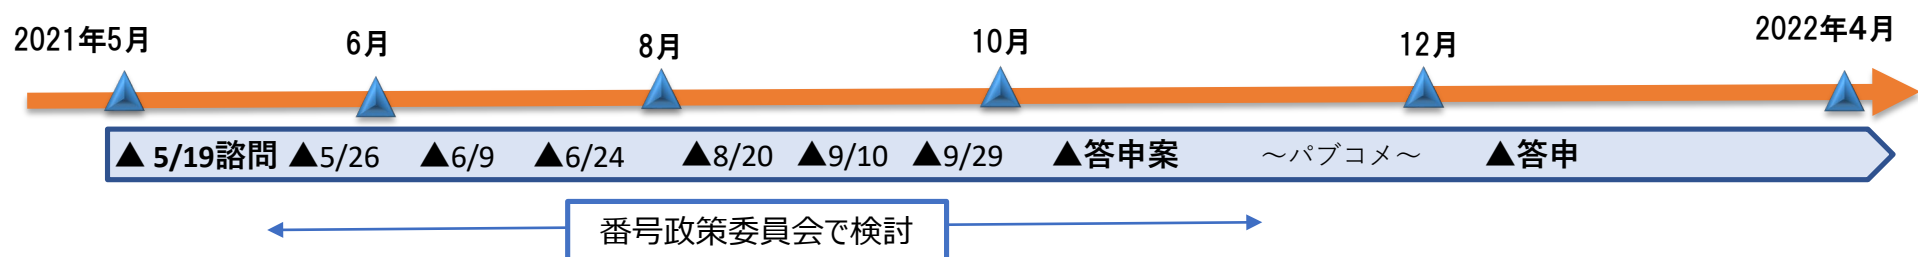 2021年5月 6月 8月 10月 12月 2022年4月
▲ 5/19諮問 ▲5/26 ▲6/9 ▲6/24 ▲8/20 ▲9/10 ▲9/29 ▲答申案 ～パブコメ～ ▲答申
番号政策委員会で検討